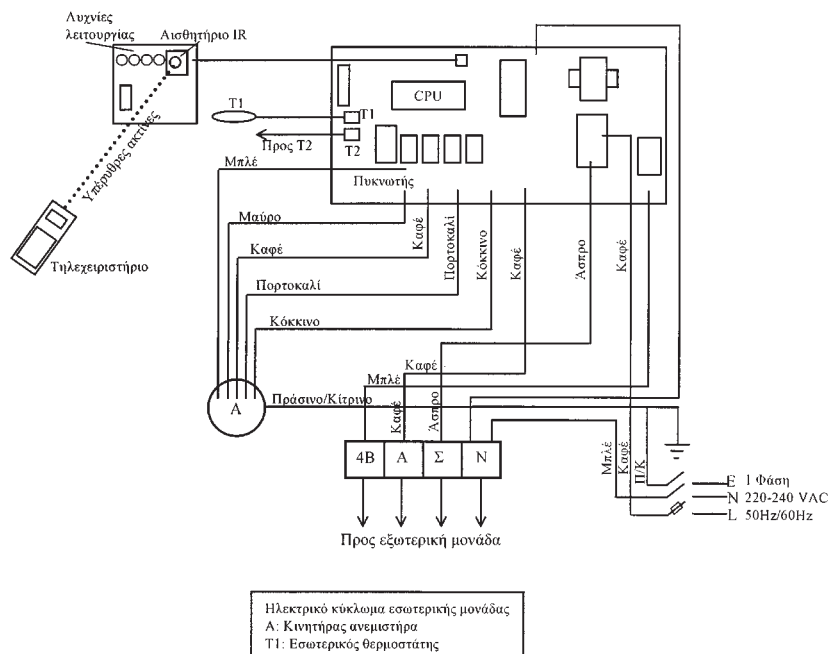 Λυχνίες
λειτουργίας
Αισθητήριο IR
CPU
T1
T1
T2
Προς T2
Υπέρυθρες ακτίνες
Μπλέ
Πυκνωτής
Μαύρο
Καφέ
Πορτοκαλί
Κόκκινο
Καφέ
Πορτοκαλί
Κόκκινο
Καφέ
Άσπρο
Καφέ
Τηλεχειριστήριο
Καφέ
Μπλέ
Α
Πράσινο/Κίτρινο
Καφέ
Άσπρο
4B
Α
Σ
Ν
Μπλέ
Καφέ
Π/Κ
E 1 Φάση
N 220-240 VAC
L 50Hz/60Hz
Προς εξωτερική μονάδα
Ηλεκτρικό κύκλωμα εσωτερικής μονάδας
Α: Κινητήρας ανεμιστήρα
T1: Εσωτερικός θερμοστάτης